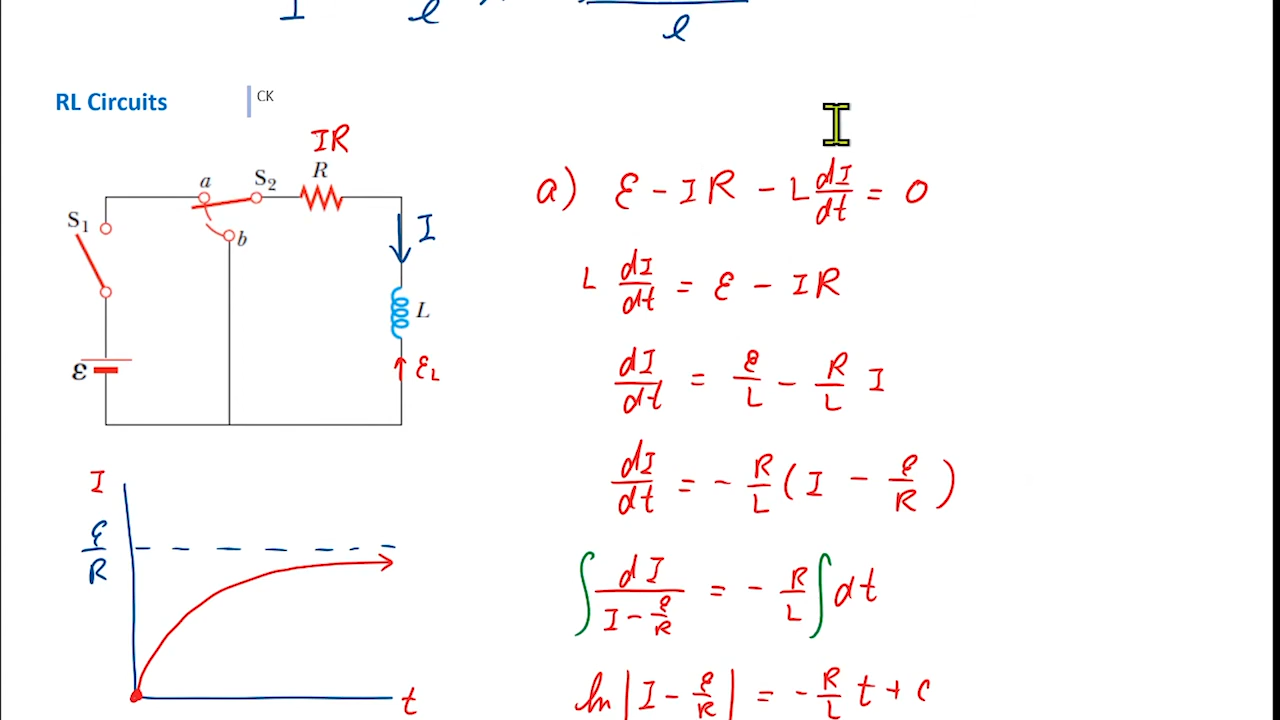 I ℓ
ℓ
RL Circuits
CK
IR
a S₂ R
S₁
b
I
L
ℰ
ℰL
a) ℰ - IR - L dI/dt = 0
L dI/dt = ℰ - IR
dI/dt = ℰ/L - R/L I
dI/dt = - R/L (I - ℰ/R)
∫ dI/(I - ℰ/R) = - R/L ∫ dt
ln |I - ℰ/R| = - R/L t + C
I
ℰ/R
t